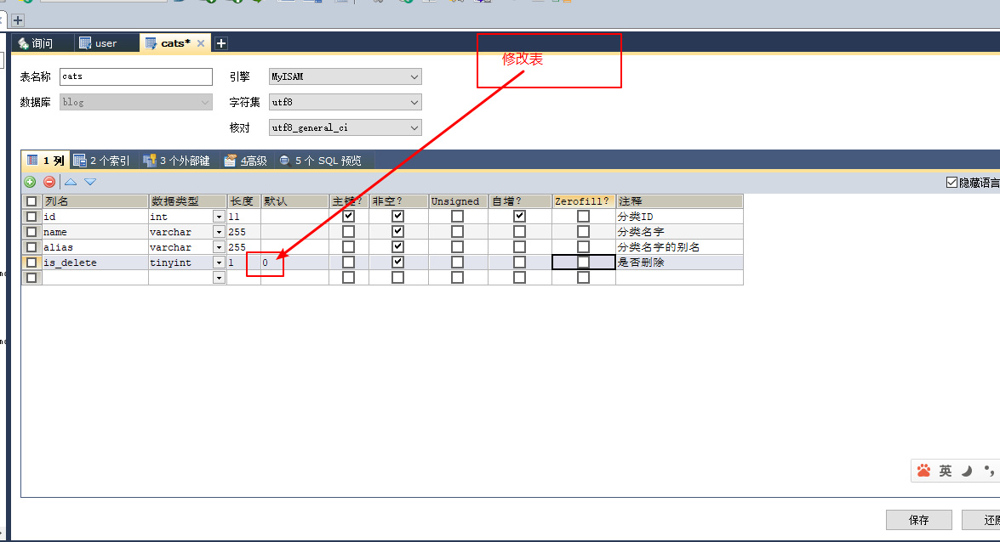 询问 user cats*
修改表
表名称 cats 引擎 MyISAM
数据库 blog 字符集 utf8
核对 utf8_general_ci
1 列 2 个索引 3 个外部键 4高级 5 个 SQL 预览
隐藏语言
列名 数据类型 长度 默认 主键? 非空? Unsigned 自增? Zerofill? 注释
id int 11 分类ID
name varchar 255 分类名字
alias varchar 255 分类名字的别名
is_delete tinyint 1 0 是否删除
英
保存 还原